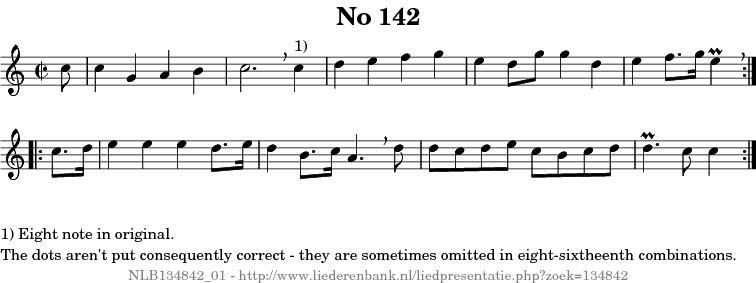 No 142
1)
1) Eight note in original.
The dots aren't put consequently correct - they are sometimes omitted in eight-sixtheenth combinations.
NLB134842_01 - http://www.liederenbank.nl/liedpresentatie.php?zoek=134842